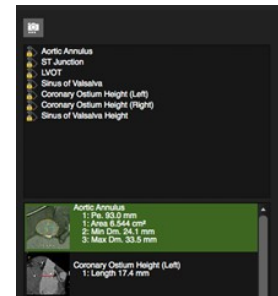 Aortic Annulus
ST Junction
LVOT
Sinus of Valsalva
Coronary Ostium Height (Left)
Coronary Ostium Height (Right)
Sinus of Valsalva Height
Aortic Annulus
1: Pe. 93.0 mm
1: Area 6.544 cm²
2: Min Dm. 24.1 mm
3: Max Dm. 33.5 mm
Coronary Ostium Height (Left)
1: Length 17.4 mm